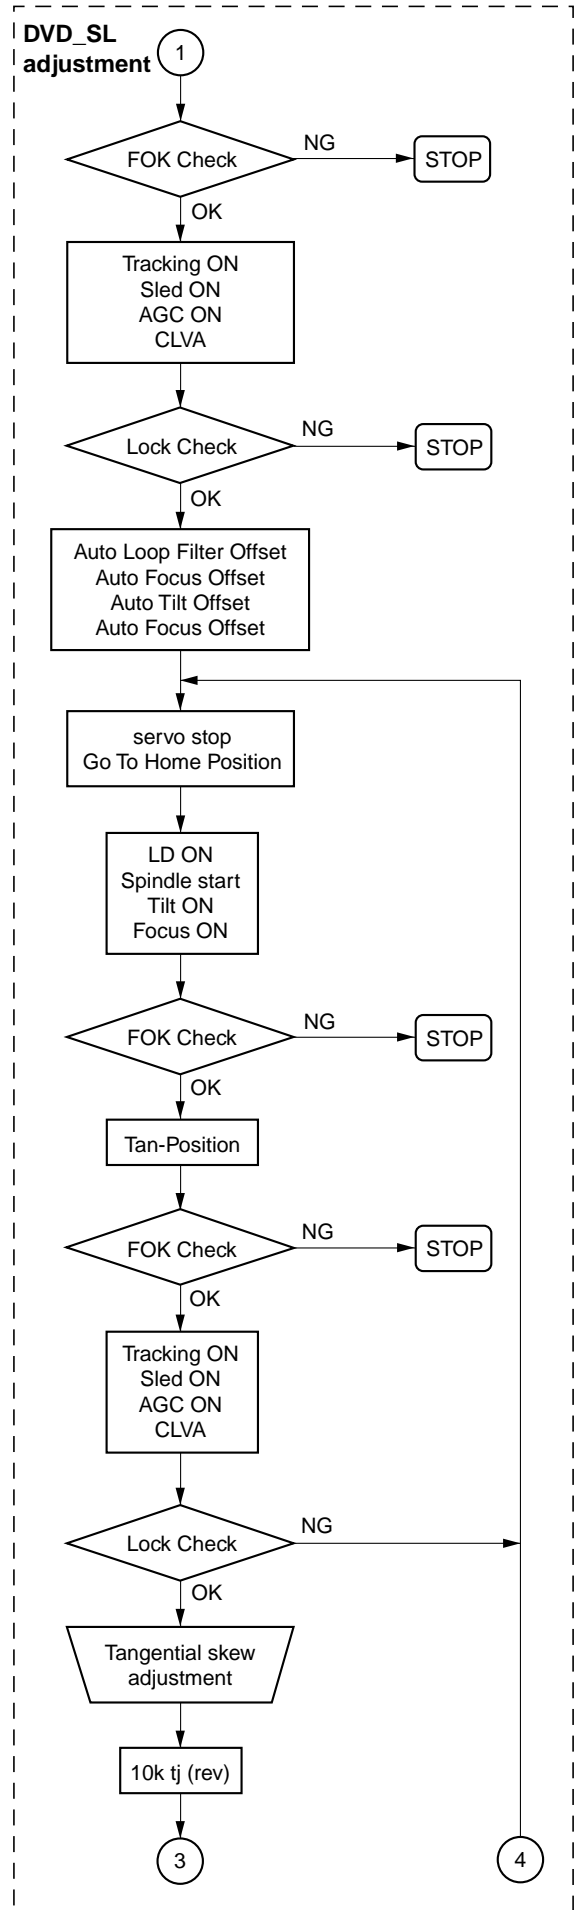 DVD_SL
adjustment
1
FOK Check
NG
STOP
OK
Tracking ON
Sled ON
AGC ON
CLVA
Lock Check
NG
STOP
OK
Auto Loop Filter Offset
Auto Focus Offset
Auto Tilt Offset
Auto Focus Offset
servo stop
Go To Home Position
LD ON
Spindle start
Tilt ON
Focus ON
FOK Check
NG
STOP
OK
Tan-Position
FOK Check
NG
STOP
OK
Tracking ON
Sled ON
AGC ON
CLVA
Lock Check
NG
OK
Tangential skew
adjustment
10k tj (rev)
3
4